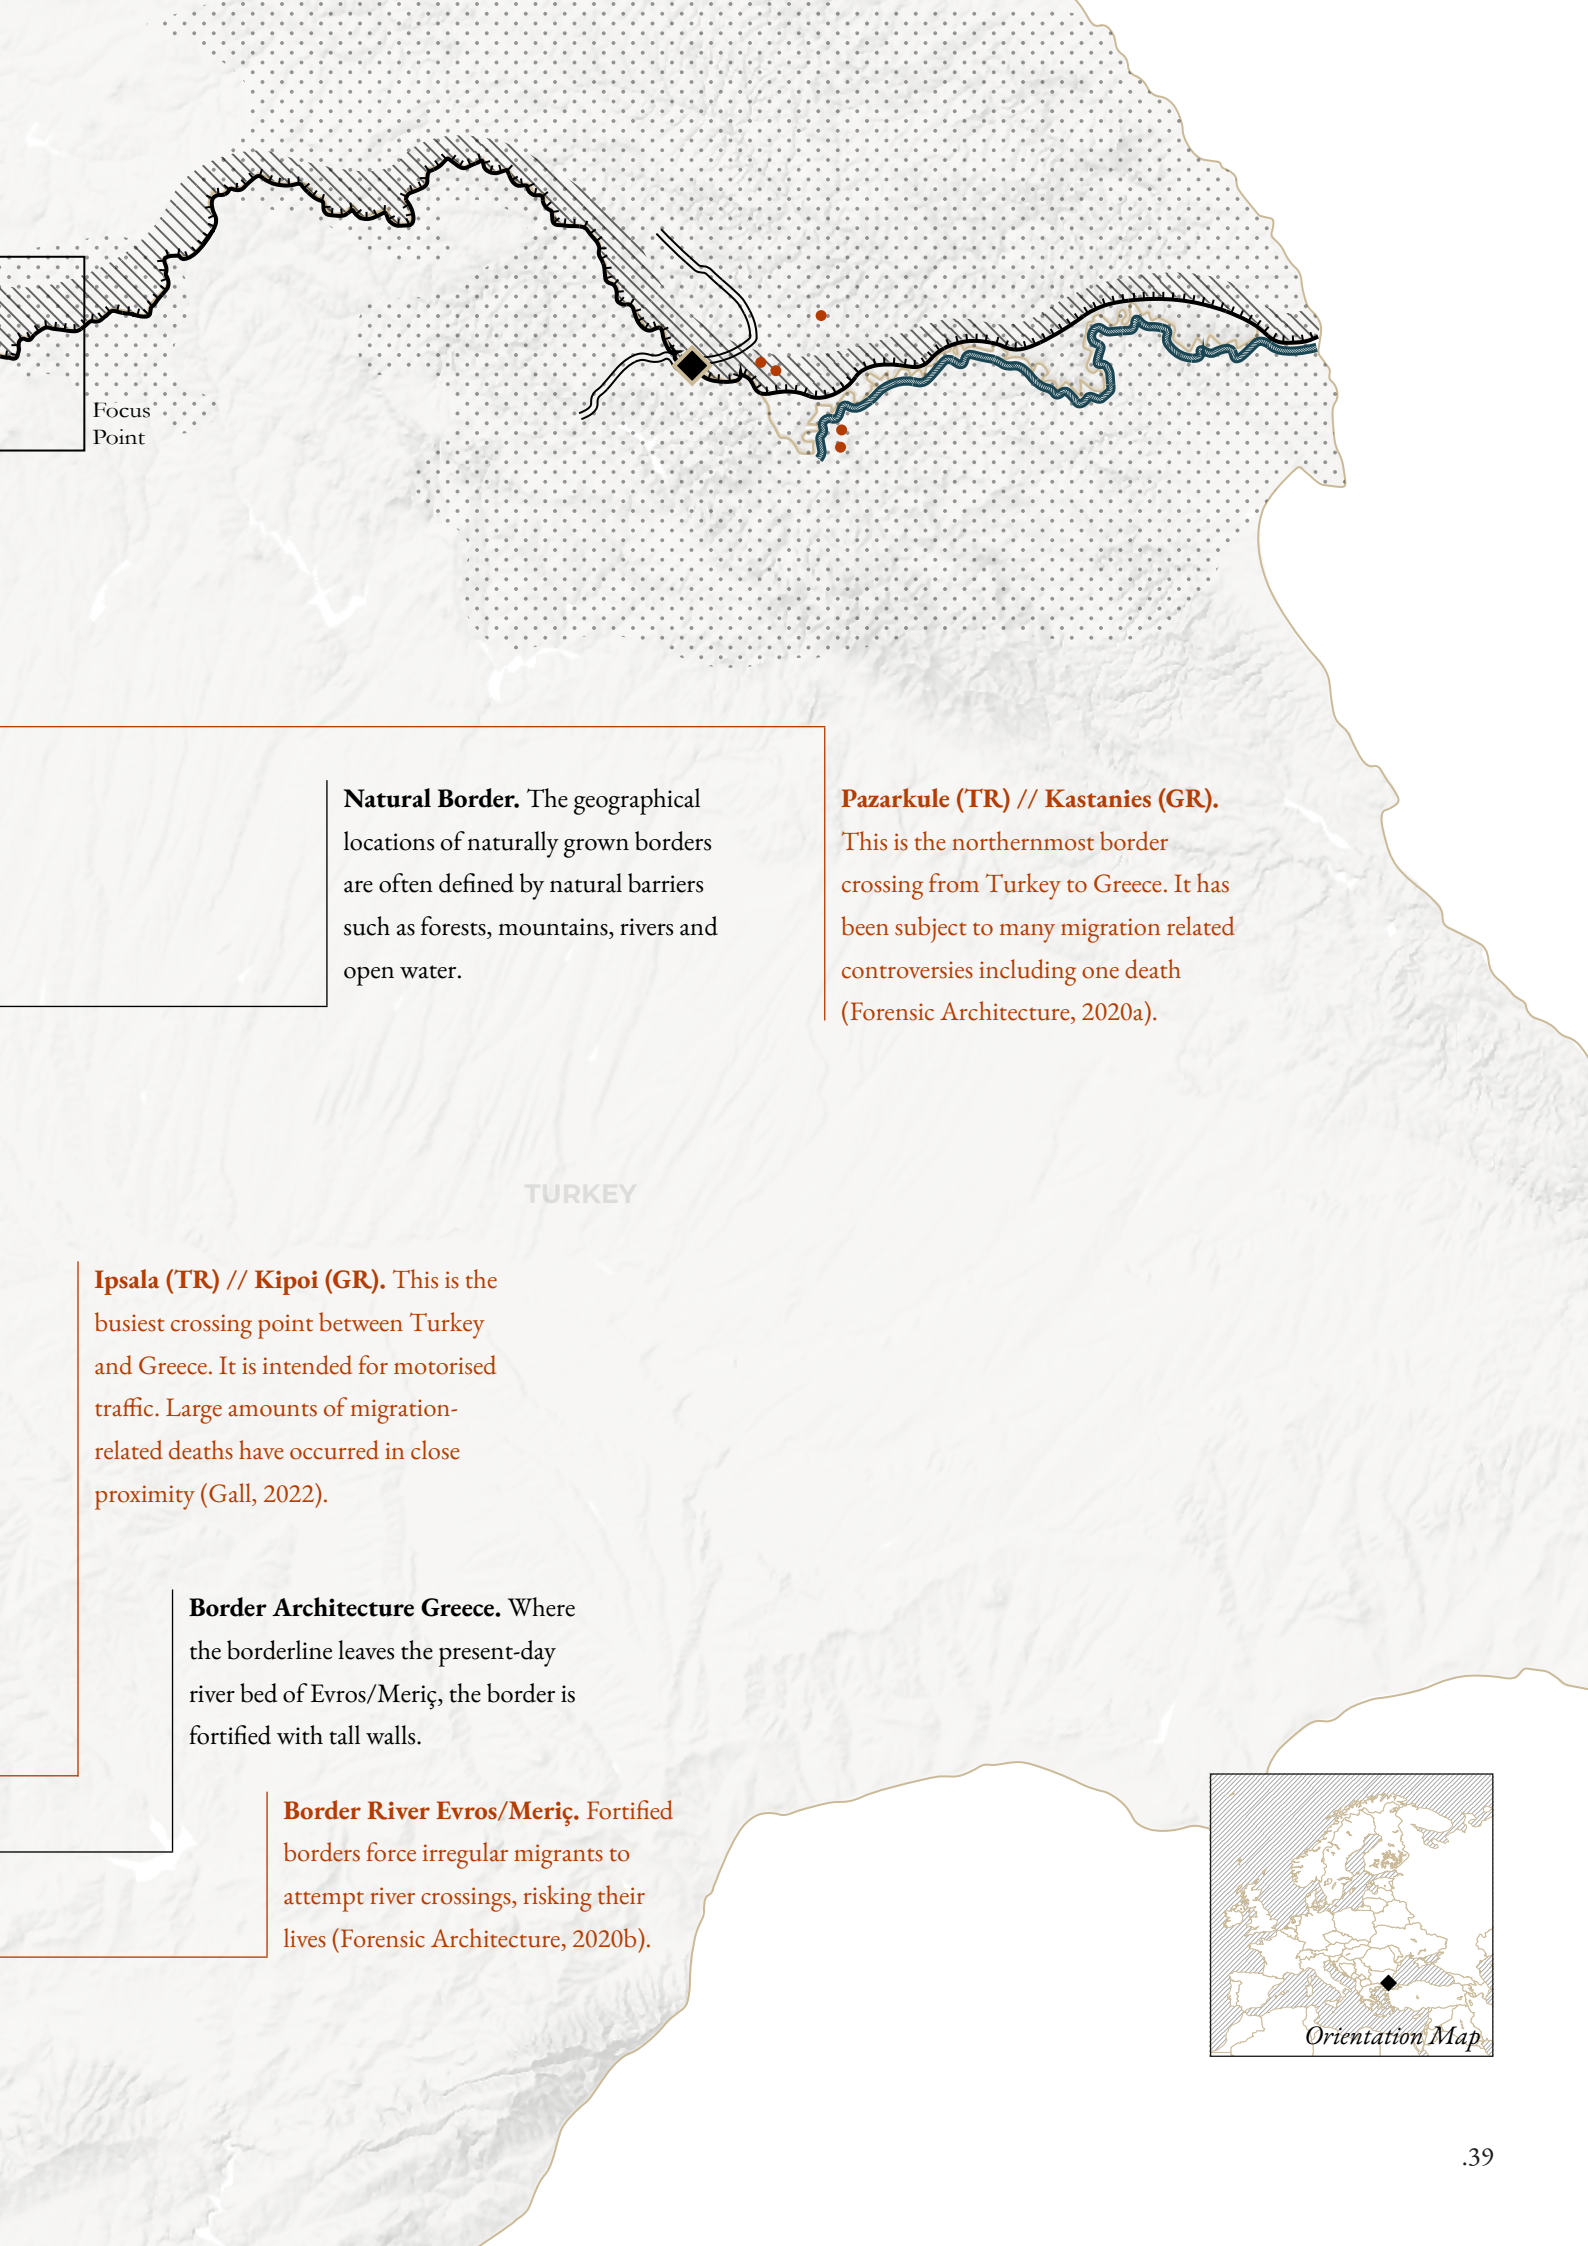 Focus
Point
Natural Border. The geographical
locations of naturally grown borders
are often defined by natural barriers
such as forests, mountains, rivers and
open water.
Pazarkule (TR) // Kastanies (GR).
This is the northernmost border
crossing from Turkey to Greece. It has
been subject to many migration related
controversies including one death
(Forensic Architecture, 2020a).
TURKEY
Ipsala (TR) // Kipoi (GR). This is the
busiest crossing point between Turkey
and Greece. It is intended for motorised
traffic. Large amounts of migration-
related deaths have occurred in close
proximity (Gall, 2022).
Border Architecture Greece. Where
the borderline leaves the present-day
river bed of Evros/Meriç, the border is
fortified with tall walls.
Border River Evros/Meriç. Fortified
borders force irregular migrants to
attempt river crossings, risking their
lives (Forensic Architecture, 2020b).
Orientation Map
.39